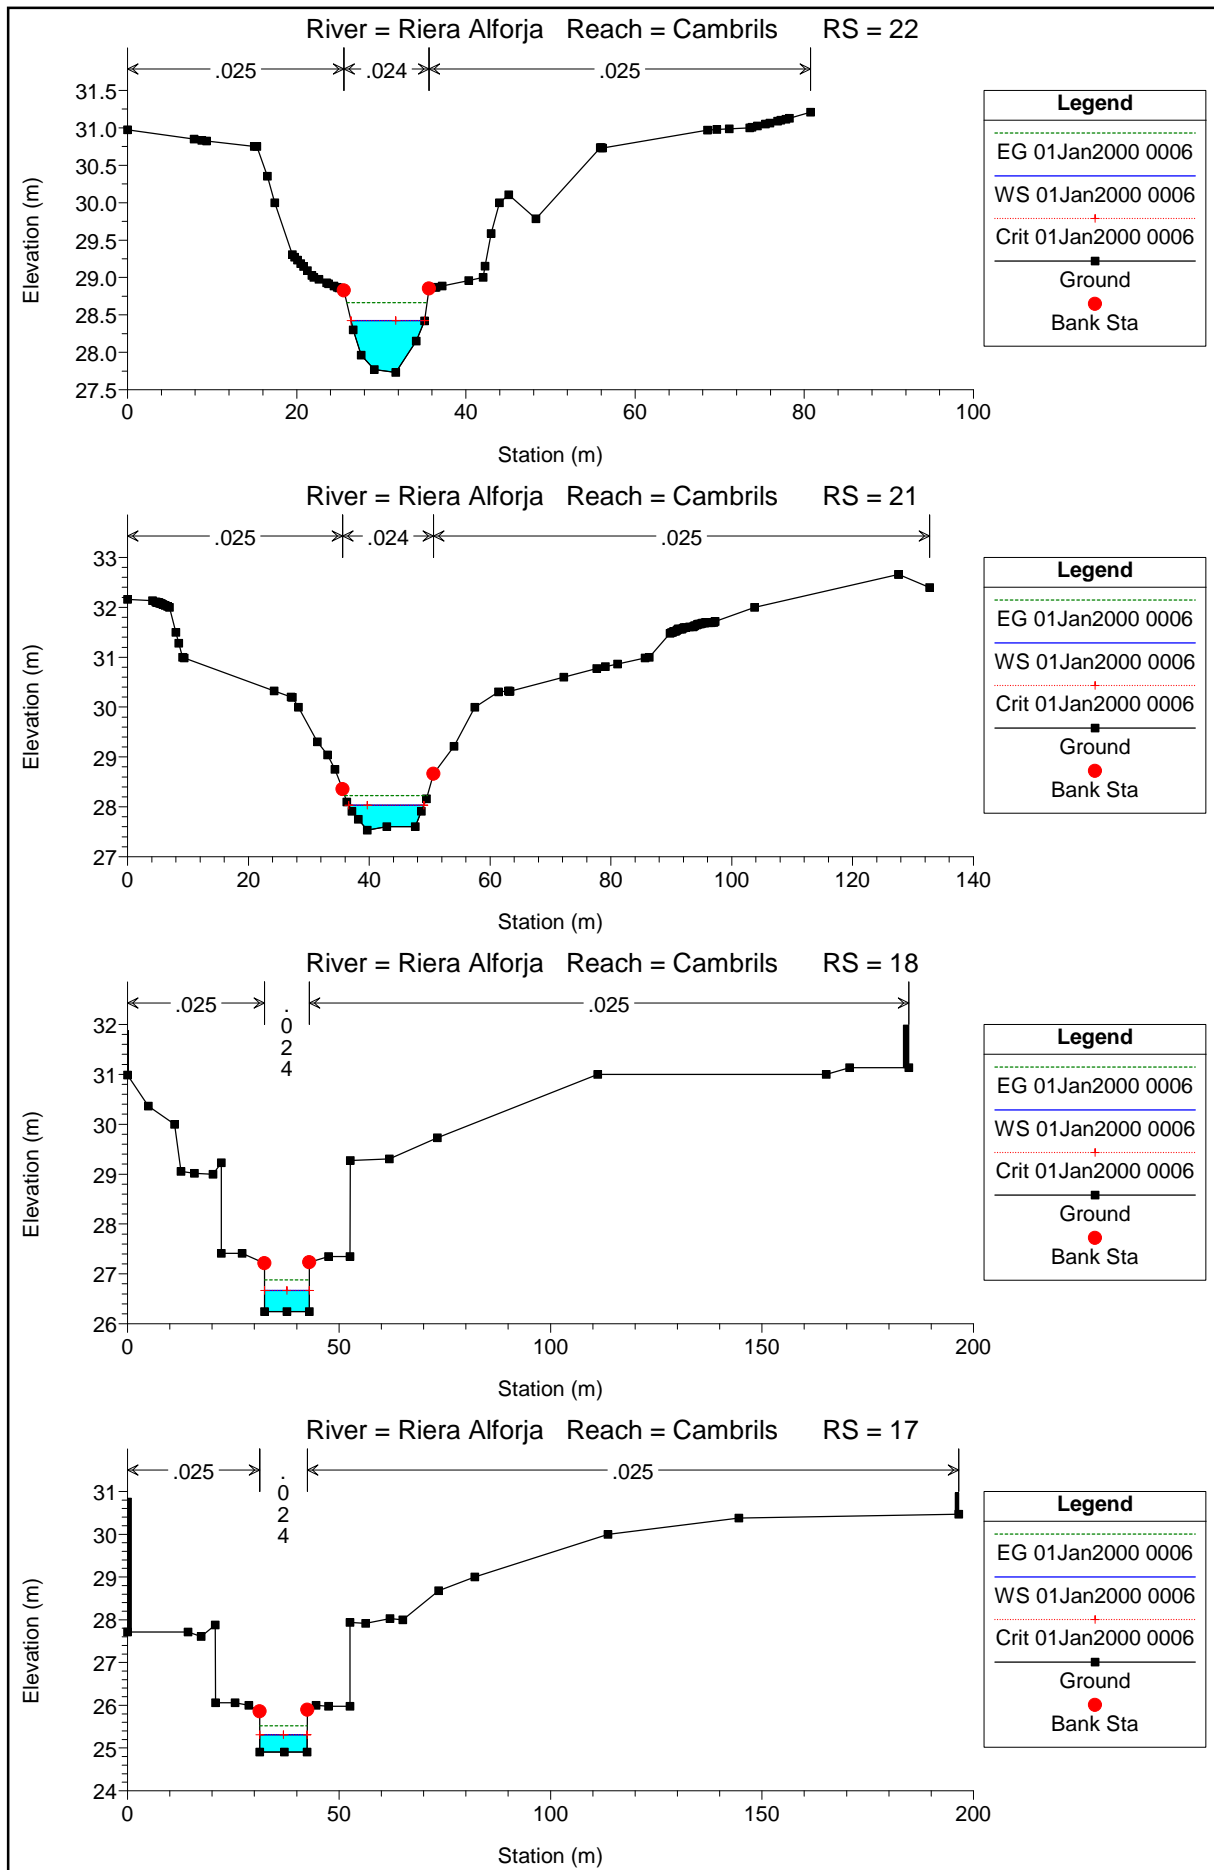 River = Riera Alforja   Reach = Cambrils      RS = 22
.025
.024
.025
31.5
31.0
30.5
30.0
29.5
29.0
28.5
28.0
27.5
Elevation (m)
0
20
40
60
80
100
Station (m)
Legend
EG 01Jan2000 0006
WS 01Jan2000 0006
Crit 01Jan2000 0006
Ground
Bank Sta
River = Riera Alforja   Reach = Cambrils      RS = 21
.025
.024
.025
33
32
31
30
29
28
27
Elevation (m)
0
20
40
60
80
100
120
140
Station (m)
Legend
EG 01Jan2000 0006
WS 01Jan2000 0006
Crit 01Jan2000 0006
Ground
Bank Sta
River = Riera Alforja   Reach = Cambrils      RS = 18
.025
.024
.025
32
31
30
29
28
27
26
Elevation (m)
0
50
100
150
200
Station (m)
Legend
EG 01Jan2000 0006
WS 01Jan2000 0006
Crit 01Jan2000 0006
Ground
Bank Sta
River = Riera Alforja   Reach = Cambrils      RS = 17
.025
.024
.025
31
30
29
28
27
26
25
24
Elevation (m)
0
50
100
150
200
Station (m)
Legend
EG 01Jan2000 0006
WS 01Jan2000 0006
Crit 01Jan2000 0006
Ground
Bank Sta